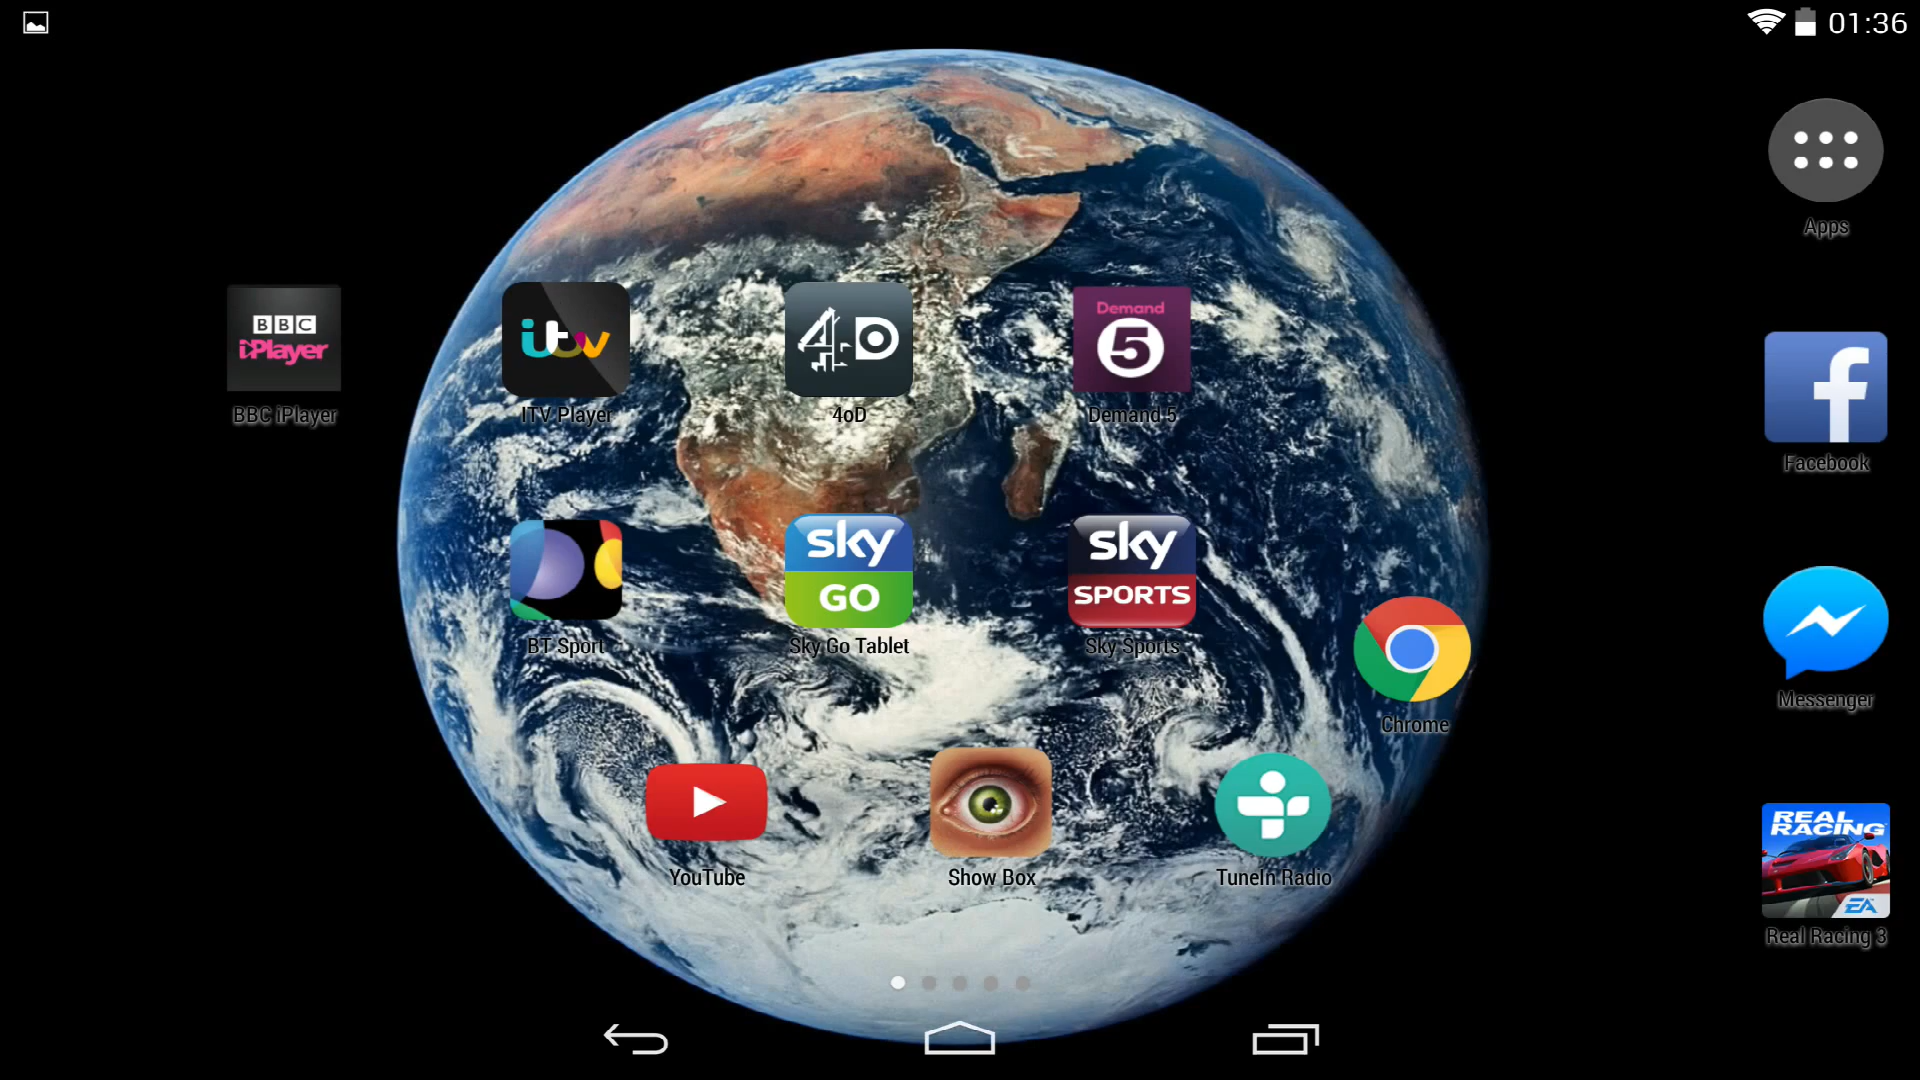 01:36
Apps
BBC
iPlayer
BBC iPlayer
itv
ITV Player
4oD
4oD
Demand
5
Demand 5
f
Facebook
BT Sport
sky
GO
Sky Go Tablet
sky
SPORTS
Sky Sports
Chrome
Messenger
YouTube
Show Box
TuneIn Radio
REAL
RACING
EA
Real Racing 3